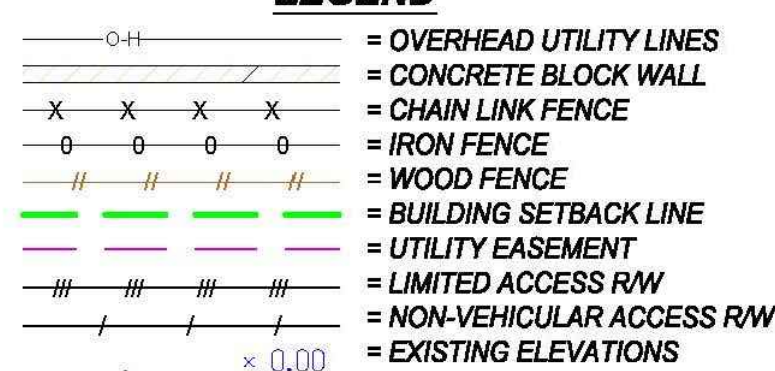 LEGEND
O-H = OVERHEAD UTILITY LINES
= CONCRETE BLOCK WALL
X X X X = CHAIN LINK FENCE
0 0 0 0 = IRON FENCE
// // // // = WOOD FENCE
= BUILDING SETBACK LINE
= UTILITY EASEMENT
/// /// /// /// = LIMITED ACCESS R/W
/ / / = NON-VEHICULAR ACCESS R/W
× 0.00 = EXISTING ELEVATIONS